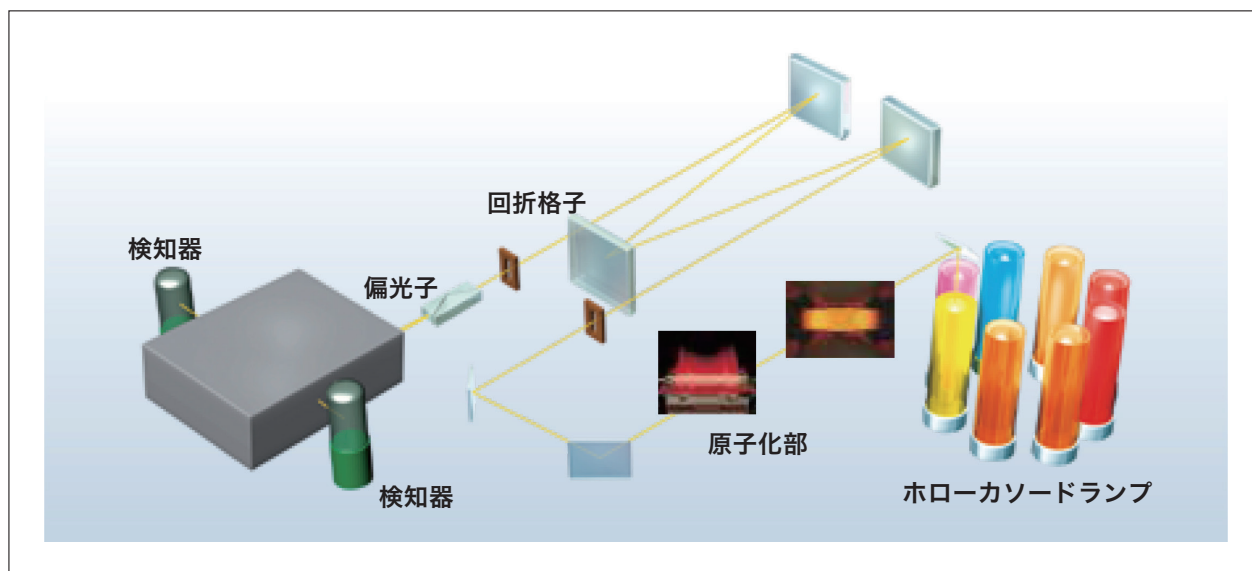 回折格子
検知器
偏光子
原子化部
検知器
ホローカソードランプ